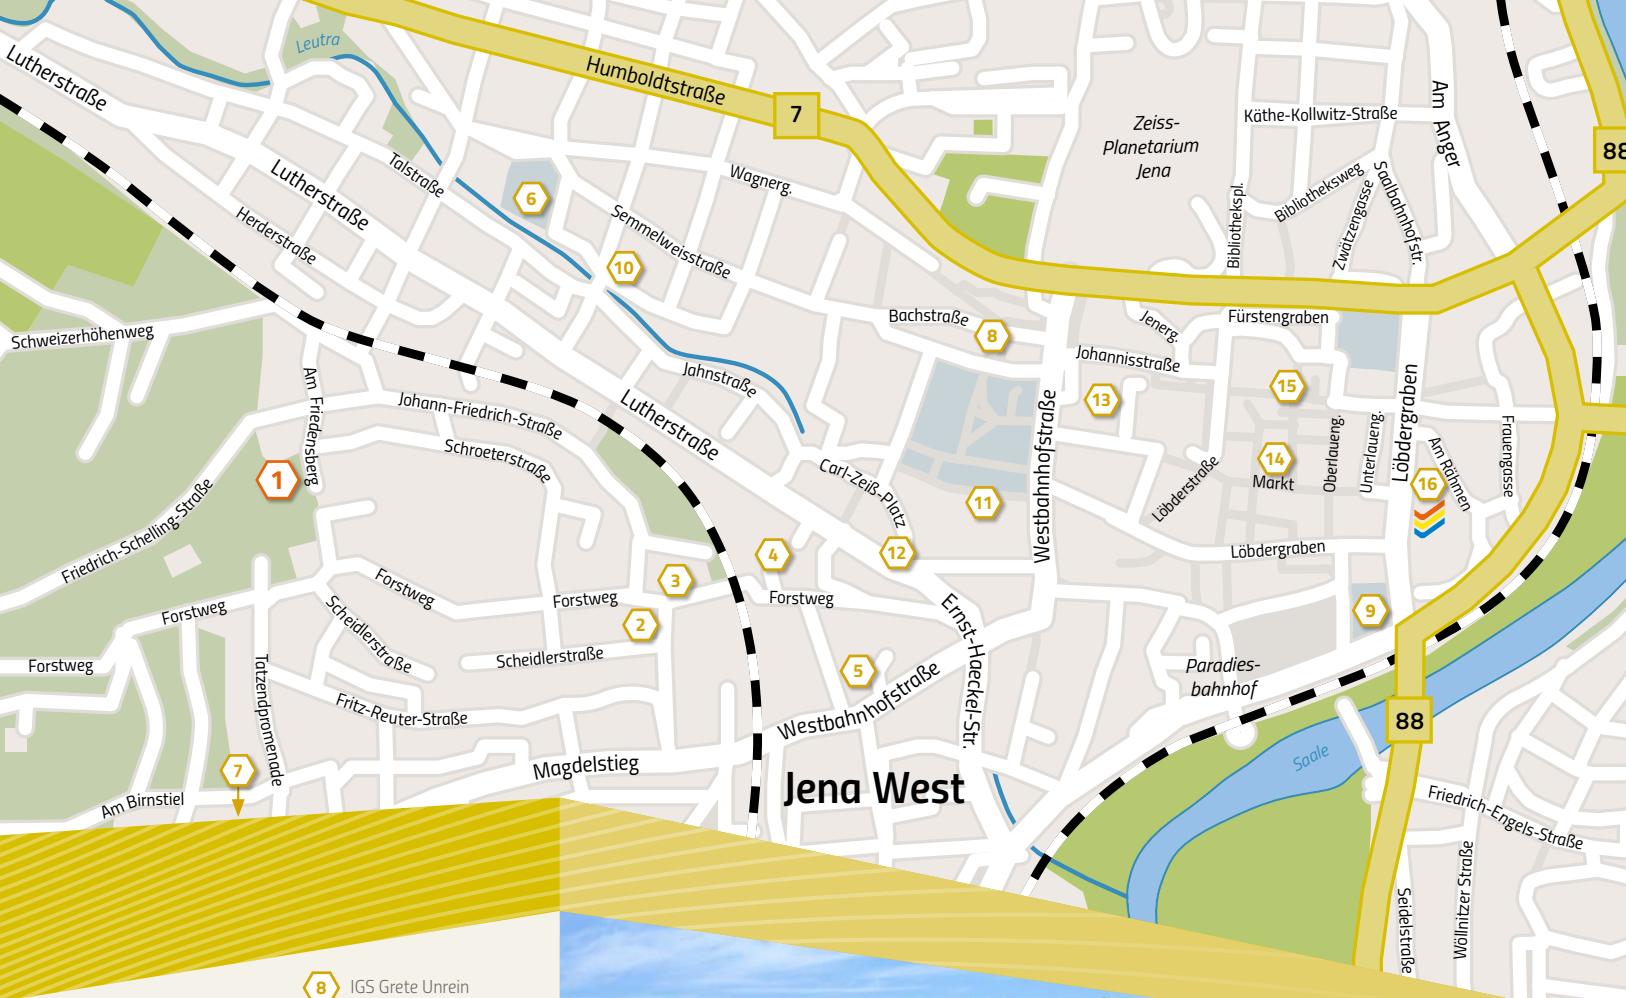 Leutra
Lutherstraße
Humboldtstraße
7
88
Am Anger
Käthe-Kollwitz-Straße
Zeiss-
Planetarium
Jena
Talstraße
Lutherstraße
Wagnerg.
6
Bibliotheksweg
Saalbahnhofstr.
Zwätzengasse
Bibliothekspl.
Herderstraße
Semmelweisstraße
10
Schweizerhöhenweg
Bachstraße
8
Jenerg.
Fürstengraben
Johannisstraße
Am Friedensberg
Jahnstraße
Johann-Friedrich-Straße
Lutherstraße
13
15
Löbdergraben
Schroeterstraße
Westbahnhofstraße
Oberlaueng.
Unterlaueng.
Frauengasse
Am Rähmen
1
Carl-Zeiß-Platz
11
Löbderstraße
14
Markt
16
Friedrich-Schelling-Straße
4
12
Löbdergraben
3
Forstweg
Forstweg
Forstweg
Forstweg
2
9
Scheidlerstraße
Ernst-Haeckel-Str.
Forstweg
Scheidlerstraße
5
Paradies-
bahnhof
Tatzendpromenade
Fritz-Reuter-Straße
Westbahnhofstraße
88
7
Magdelstieg
Saale
Jena West
Am Birnstiel
Friedrich-Engels-Straße
Wöllnitzer Straße
Seidelstraße
8 IGS Grete Unrein